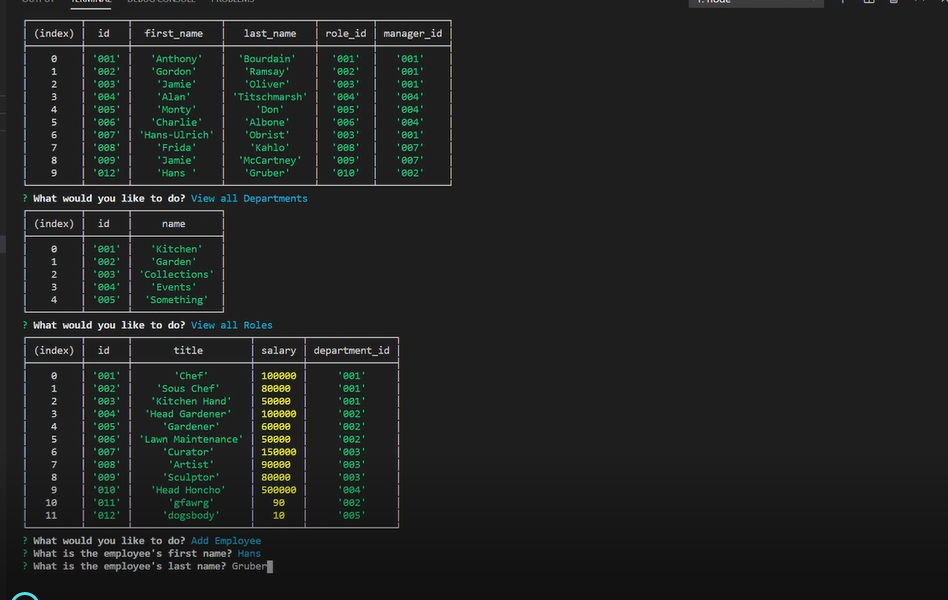 TERMINAL DEBUG CONSOLE PROBLEMS
1: node
(index) id first_name last_name role_id manager_id
0 '001' 'Anthony' 'Bourdain' '001' '001'
1 '002' 'Gordon' 'Ramsay' '002' '001'
2 '003' 'Jamie' 'Oliver' '003' '001
3 '004' 'Alan' 'Titschmarsh' '004' '004'
4 '005' 'Monty' 'Don' '005' '004'
5 '006' 'Charlie' 'Albone' '006' '004'
6 '007' 'Hans-Ulrich' 'Obrist' '003' '001'
7 '008' 'Frida' 'Kahlo' '008' '007'
8 '009' 'Jamie' 'McCartney' '009' '007'
9 '012' 'Hans ' 'Gruber' '010' '002'
? What would you like to do? View all Departments
(index) id name
0 '001' 'Kitchen'
1 '002' 'Garden'
2 '003' 'Collections'
3 '004' 'Events'
4 '005' 'Something'
? What would you like to do? View all Roles
(index) id title salary department_id
0 '001' 'Chef' 100000 '001'
1 '002' 'Sous Chef' 80000 '001'
2 '003' 'Kitchen Hand' 50000 '001'
3 '004' 'Head Gardener' 100000 '002'
4 '005' 'Gardener' 60000 '002'
5 '006' 'Lawn Maintenance' 50000 '002'
6 '007' 'Curator' 150000 '003'
7 '008' 'Artist' 90000 '003'
8 '009' 'Sculptor' 80000 '003'
9 '010' 'Head Honcho' 500000 '004'
10 '011' 'gfawrg' 90 '002'
11 '012' 'dogsbody' 10 '005'
? What would you like to do? Add Employee
? What is the employee's first name? Hans
? What is the employee's last name? Gruber